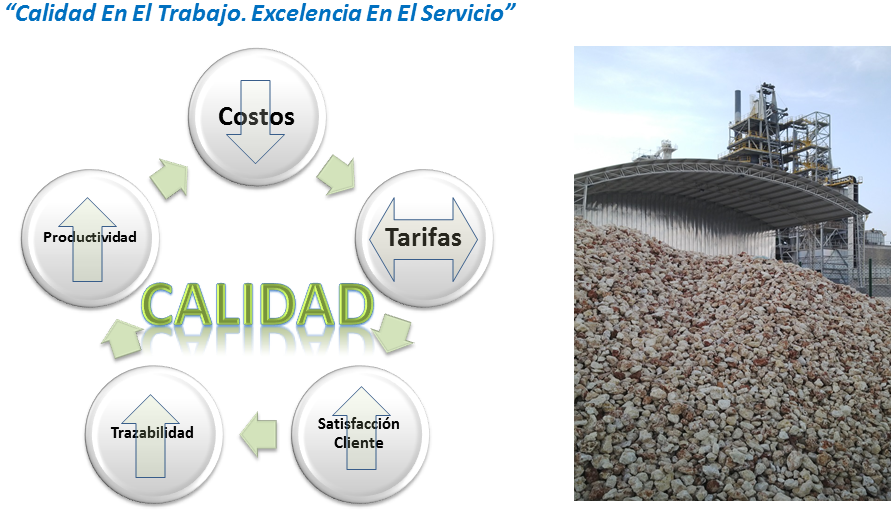 “Calidad En El Trabajo. Excelencia En El Servicio”
Costos
Productividad
Tarifas
CALIDAD
Trazabilidad
Satisfacción
Cliente